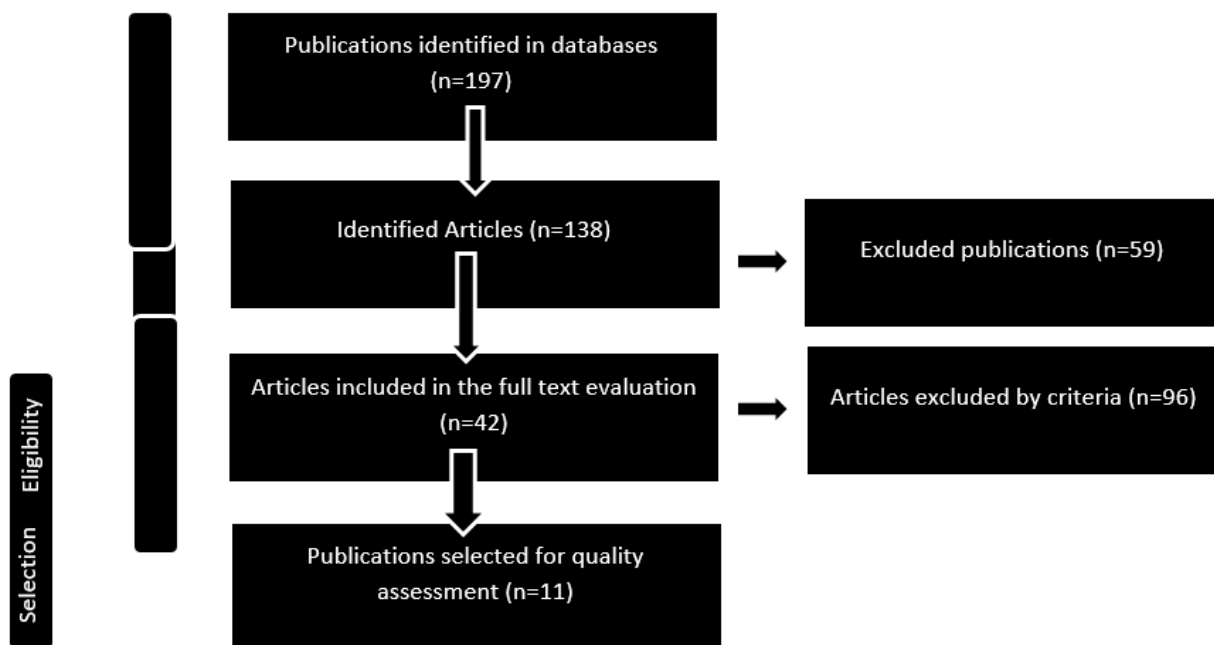 Publications identified in databases
(n=197)
Identified Articles (n=138)
Excluded publications (n=59)
Articles included in the full text evaluation
(n=42)
Articles excluded by criteria (n=96)
Eligibility
Selection
Publications selected for quality
assessment (n=11)